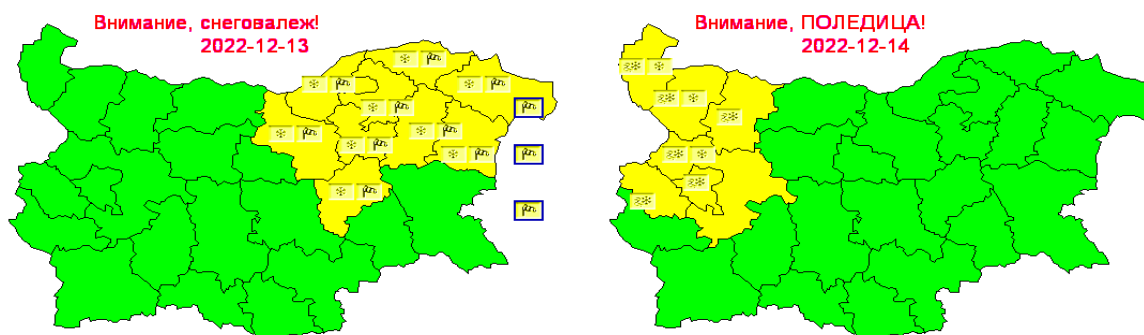 Внимание, снеговалеж!
2022-12-13
Внимание, ПОЛЕДИЦА!
2022-12-14